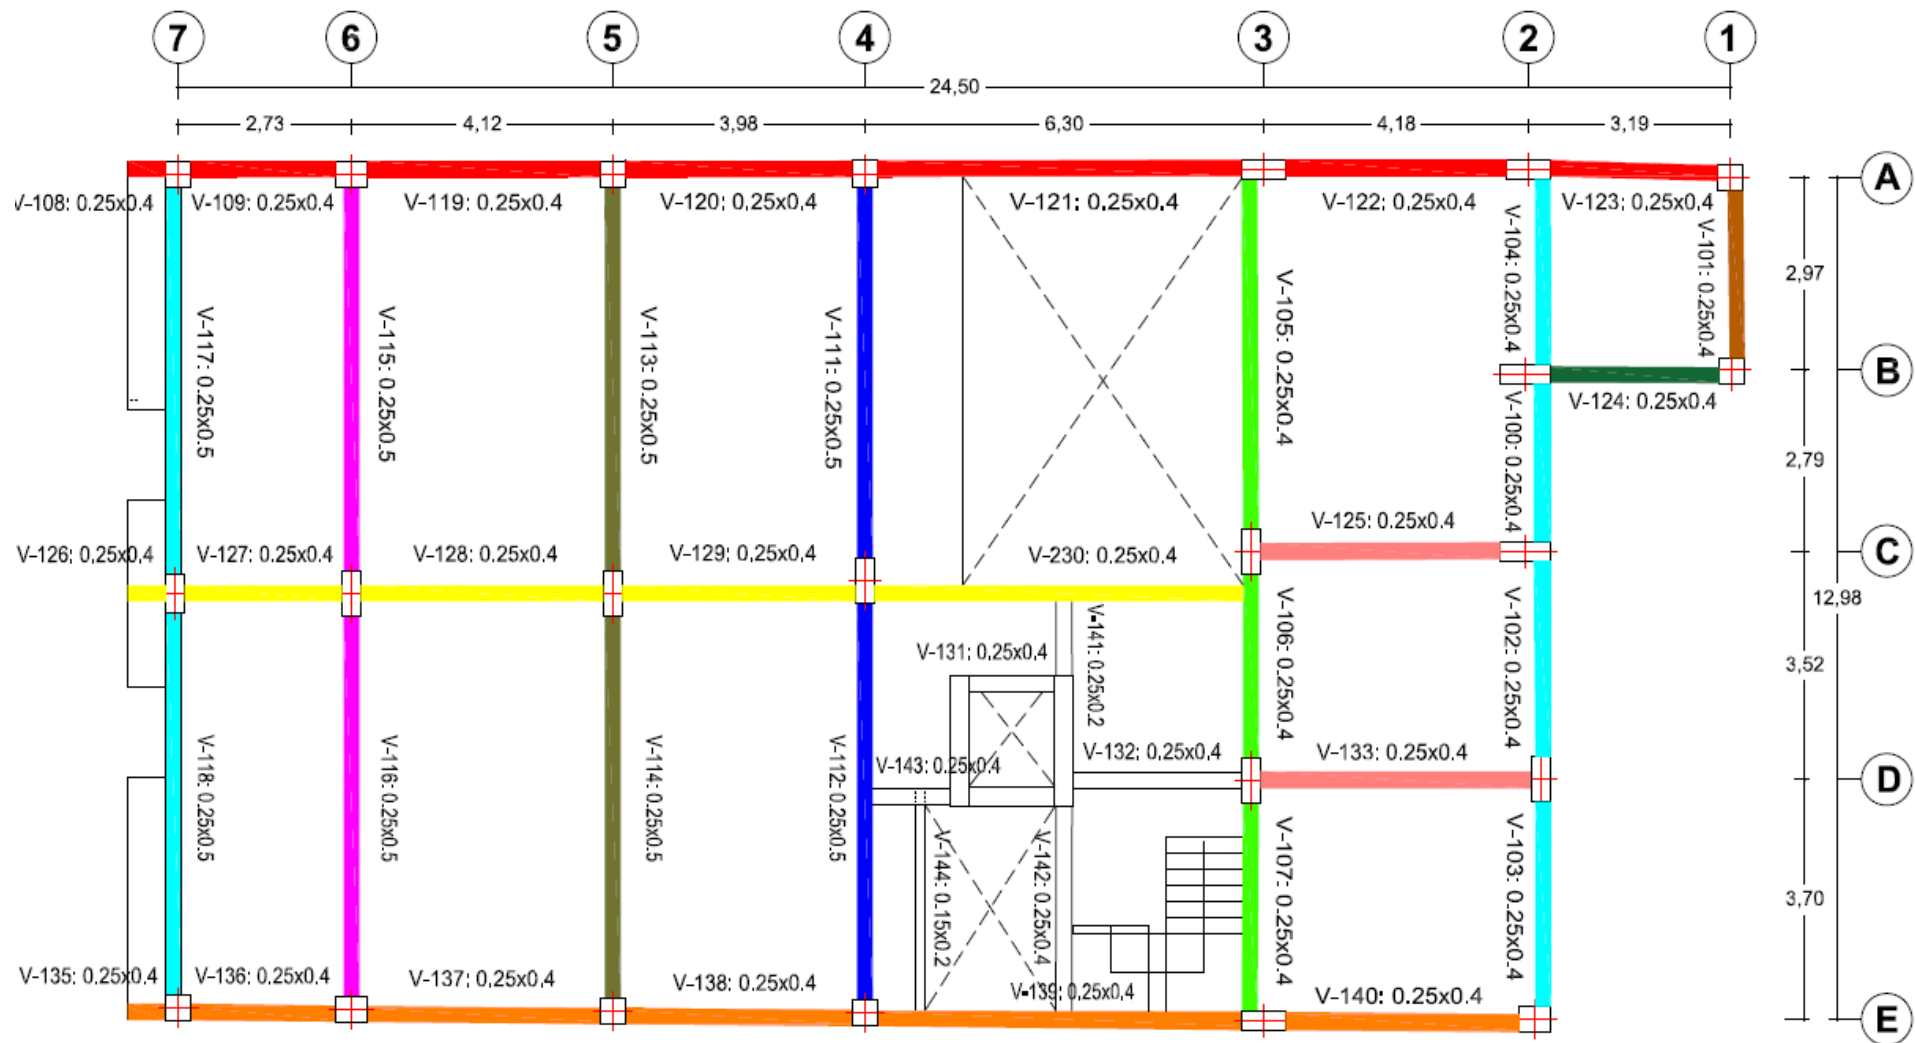 7 6 5 4 3 2 1
24,50
2,73 4,12 3,98 6,30 4,18 3,19
A
V-108: 0.25x0.4 V-109: 0.25x0.4 V-119: 0.25x0.4 V-120: 0.25x0.4 V-121: 0.25x0.4 V-122: 0.25x0.4 V-123: 0.25x0.4
V-104: 0.25x0.4
V-101: 0.25x0.4
2,97
V-117: 0.25x0.5
V-115: 0.25x0.5
V-113: 0.25x0.5
V-111: 0.25x0.5
V-105: 0.25x0.4
B
V-124: 0.25x0.4
V-100: 0.25x0.4
2,79
V-125: 0.25x0.4
C
V-126: 0.25x0.4 V-127: 0.25x0.4 V-128: 0.25x0.4 V-129: 0.25x0.4 V-230: 0.25x0.4
12,98
V-141: 0.25x0.2
V-106: 0.25x0.4
V-102: 0.25x0.4
V-131: 0.25x0.4
3,52
V-132: 0.25x0.4 V-133: 0.25x0.4
V-143: 0.25x0.4
D
V-118: 0.25x0.5
V-116: 0.25x0.5
V-114: 0.25x0.5
V-112: 0.25x0.5
V-144: 0.15x0.2
V-142: 0.25x0.4
V-107: 0.25x0.4
V-103: 0.25x0.4
3,70
V-135: 0.25x0.4 V-136: 0.25x0.4 V-137: 0.25x0.4 V-138: 0.25x0.4 V-139: 0.25x0.4 V-140: 0.25x0.4
E